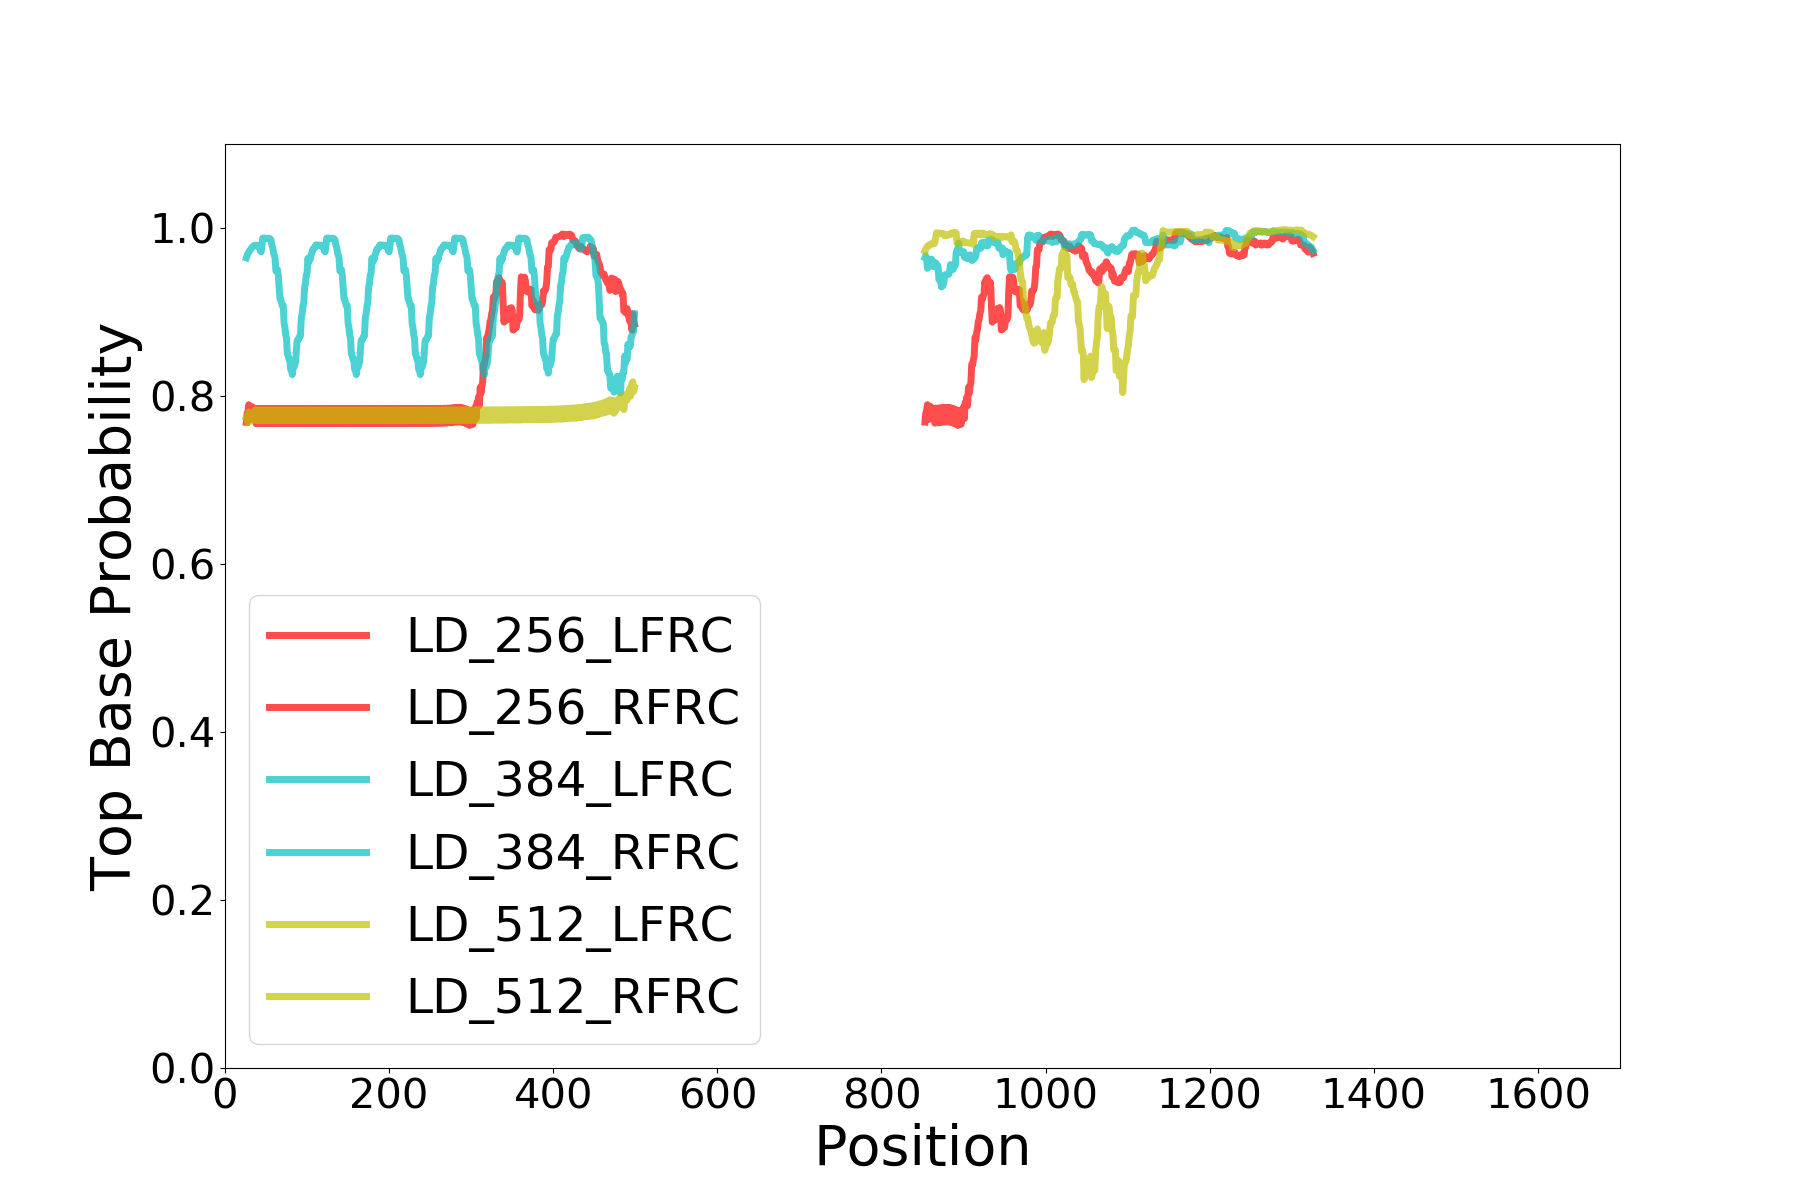 Top Base Probability
1.0
0.8
0.6
0.4
0.2
0.0
LD_256_LFRC
LD_256_RFRC
LD_384_LFRC
LD_384_RFRC
LD_512_LFRC
LD_512_RFRC
0 200 400 600 800 1000 1200 1400 1600
Position